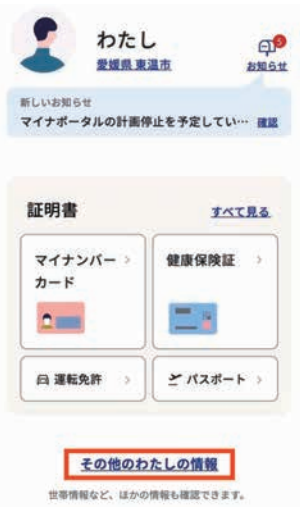 わたし
愛媛県 東温市
5
お知らせ
新しいお知らせ
マイナポータルの計画停止を予定してい… 確認
証明書
すべて見る
マイナンバーカード
健康保険証
運転免許
パスポート
その他のわたしの情報
世帯情報など、ほかの情報も確認できます。